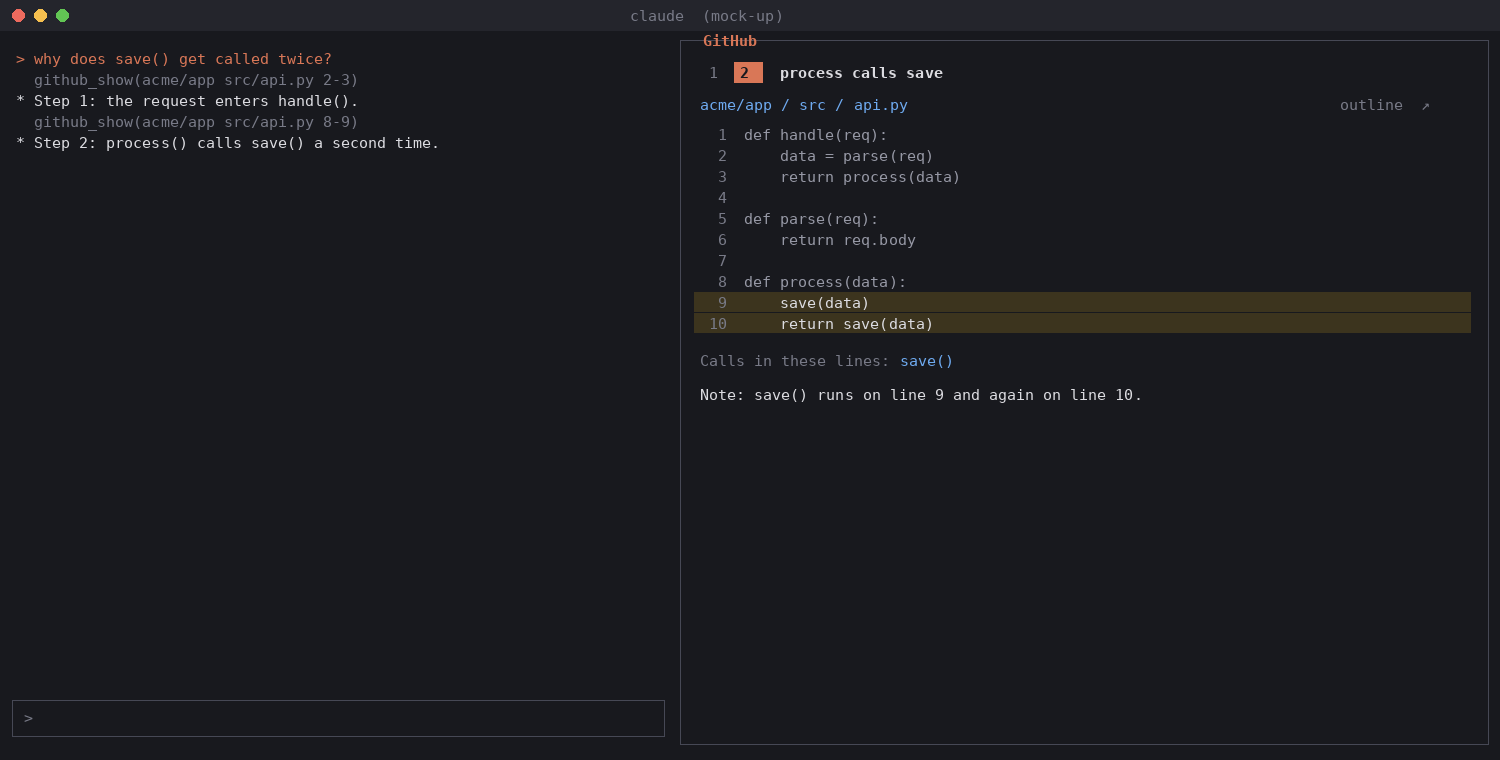 claude  (mock-up)
> why does save() get called twice?
  github_show(acme/app src/api.py 2-3)
* Step 1: the request enters handle().
  github_show(acme/app src/api.py 8-9)
* Step 2: process() calls save() a second time.
>
GitHub
1  2  process calls save
acme/app / src / api.py  outline  ↗
1  def handle(req):
2      data = parse(req)
3      return process(data)
4
5  def parse(req):
6      return req.body
7
8  def process(data):
9      save(data)
10     return save(data)
Calls in these lines: save()
Note: save() runs on line 9 and again on line 10.